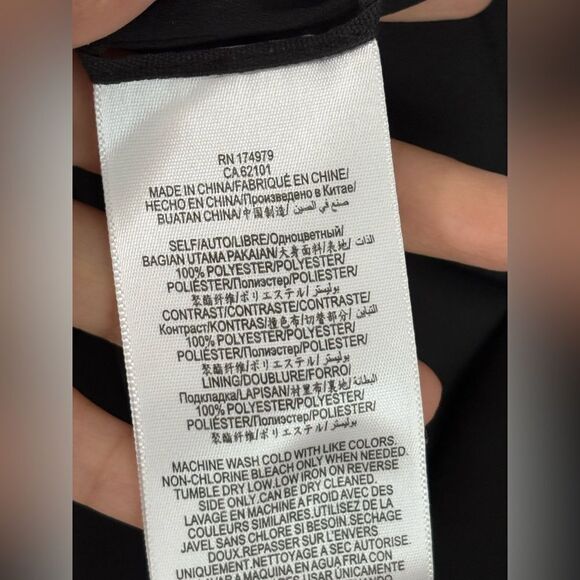 RN 174979
CA 62101
MADE IN CHINA/FABRIQUÉ EN CHINE/
HECHO EN CHINA/Произведено в Китае/
BUATAN CHINA/中国制造/ صنع في الصين
SELF/AUTO/LIBRE/Одноцветный/
BAGIAN UTAMA PAKAIAN/大身面料/表地/ الذات
100% POLYESTER/POLYESTER/
POLIÉSTER/Полиэстер/POLIESTER/
聚酯纤维/ポリエステル/ بوليستر
CONTRAST/CONTRASTE/CONTRASTE/
Контраст/KONTRAS/撞色布/切替部分/ التباين
100% POLYESTER/POLYESTER/
POLIÉSTER/Полиэстер/POLIESTER/
聚酯纤维/ポリエステル/ بوليستر
LINING/DOUBLURE/FORRO/
Подкладка/LAPISAN/衬里布/裏地/ البطانة
100% POLYESTER/POLYESTER/
POLIÉSTER/Полиэстер/POLIESTER/
聚酯纤维/ポリエステル/ بوليستر
MACHINE WASH COLD WITH LIKE COLORS.
NON-CHLORINE BLEACH ONLY WHEN NEEDED.
TUMBLE DRY LOW. LOW IRON ON REVERSE
SIDE ONLY. CAN BE DRY CLEANED.
LAVAGE EN MACHINE A FROID AVEC DES
COULEURS SIMILAIRES. UTILISEZ DE LA
JAVEL SANS CHLORE SI BESOIN. SECHAGE
DOUX. REPASSER SUR L'ENVERS
UNIQUEMENT. NETTOYAGE A SEC AUTORISE.
LAVAR A MAQUINA EN AGUA FRIA CON